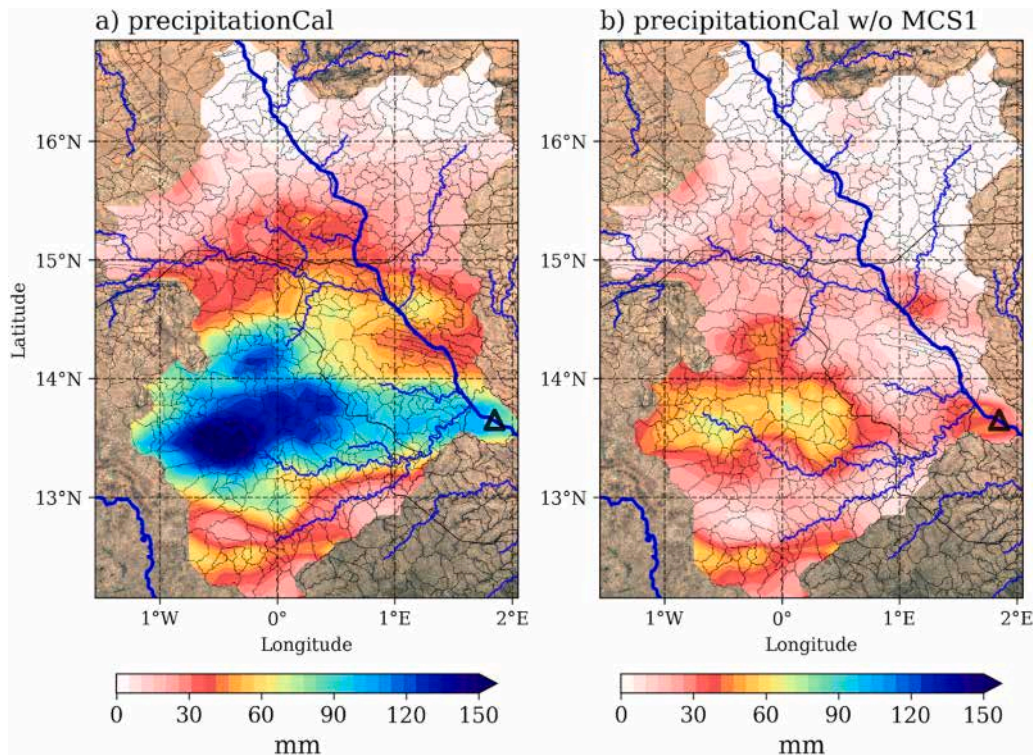 a) precipitationCal
b) precipitationCal w/o MCS1
16°N
15°N
14°N
13°N
Latitude
1°W 0° 1°E 2°E
Longitude
0 30 60 90 120 150
mm
16°N
15°N
14°N
13°N
1°W 0° 1°E 2°E
Longitude
0 30 60 90 120 150
mm